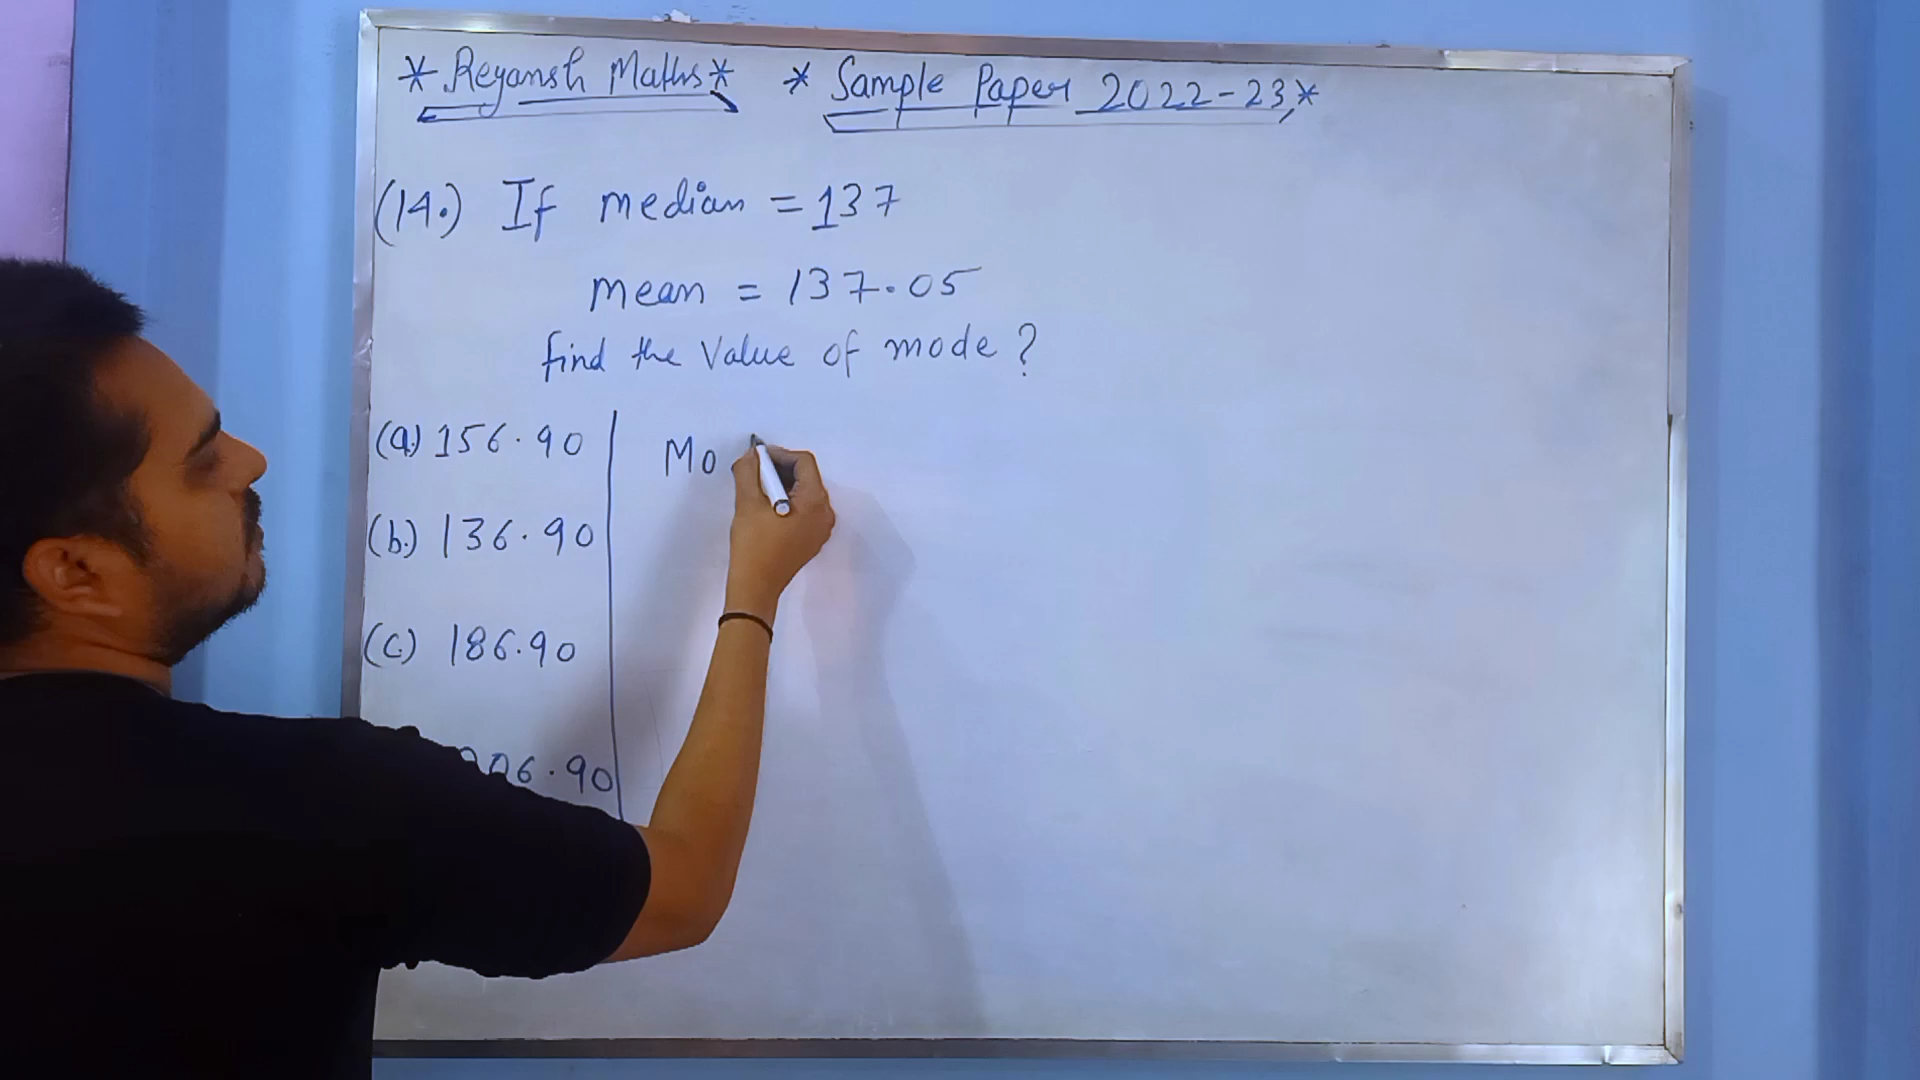 * Reyansh Maths * * Sample Paper 2022-23 *
(14.) If median = 137
mean = 137.05
find the value of mode ?
(a.) 156.90
(b.) 136.90
(c.) 186.90
06.90
Mo